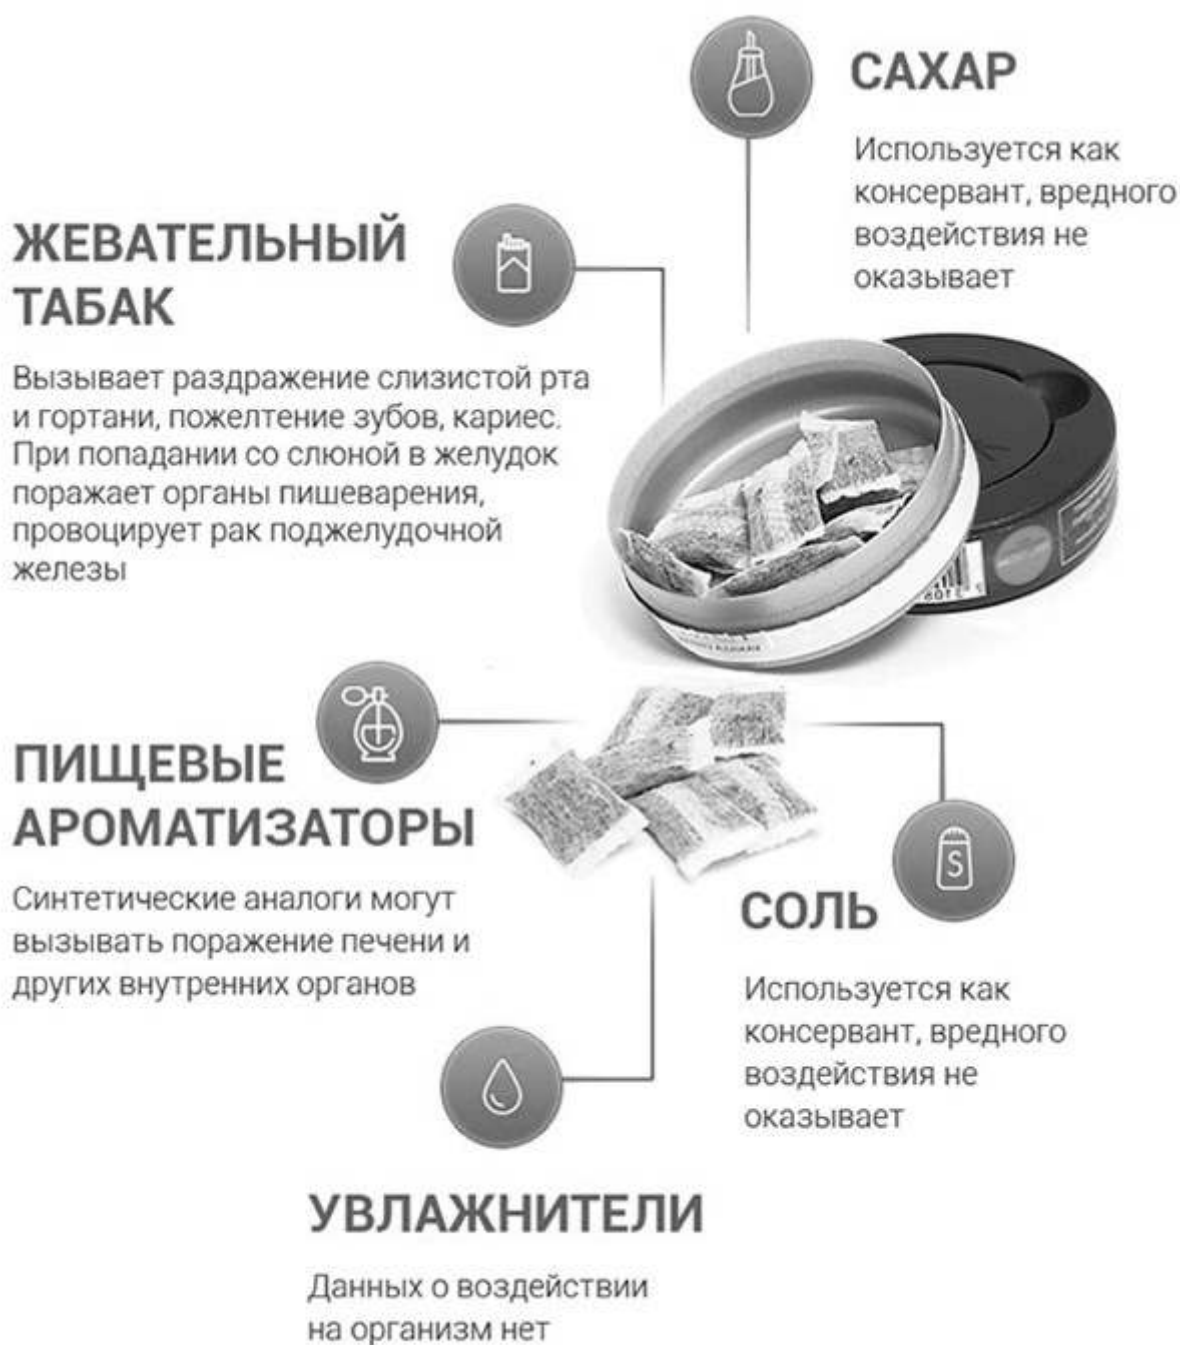 САХАР
Используется как
консервант, вредного
воздействия не
оказывает
ЖЕВАТЕЛЬНЫЙ
ТАБАК
Вызывает раздражение слизистой рта
и гортани, пожелтение зубов, кариес.
При попадании со слюной в желудок
поражает органы пишеварения,
провоцирует рак поджелудочной
железы
ПИЩЕВЫЕ
АРОМАТИЗАТОРЫ
Синтетические аналоги могут
вызывать поражение печени и
других внутренних органов
S
СОЛЬ
Используется как
консервант, вредного
воздействия не
оказывает
УВЛАЖНИТЕЛИ
Данных о воздействии
на организм нет